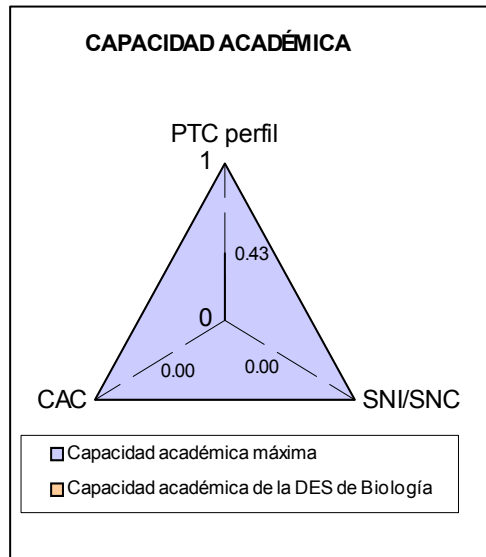 CAPACIDAD ACADÉMICA
PTC perfil
1
0.43
0
0.00
0.00
CAC
SNI/SNC
Capacidad académica máxima
Capacidad académica de la DES de Biología